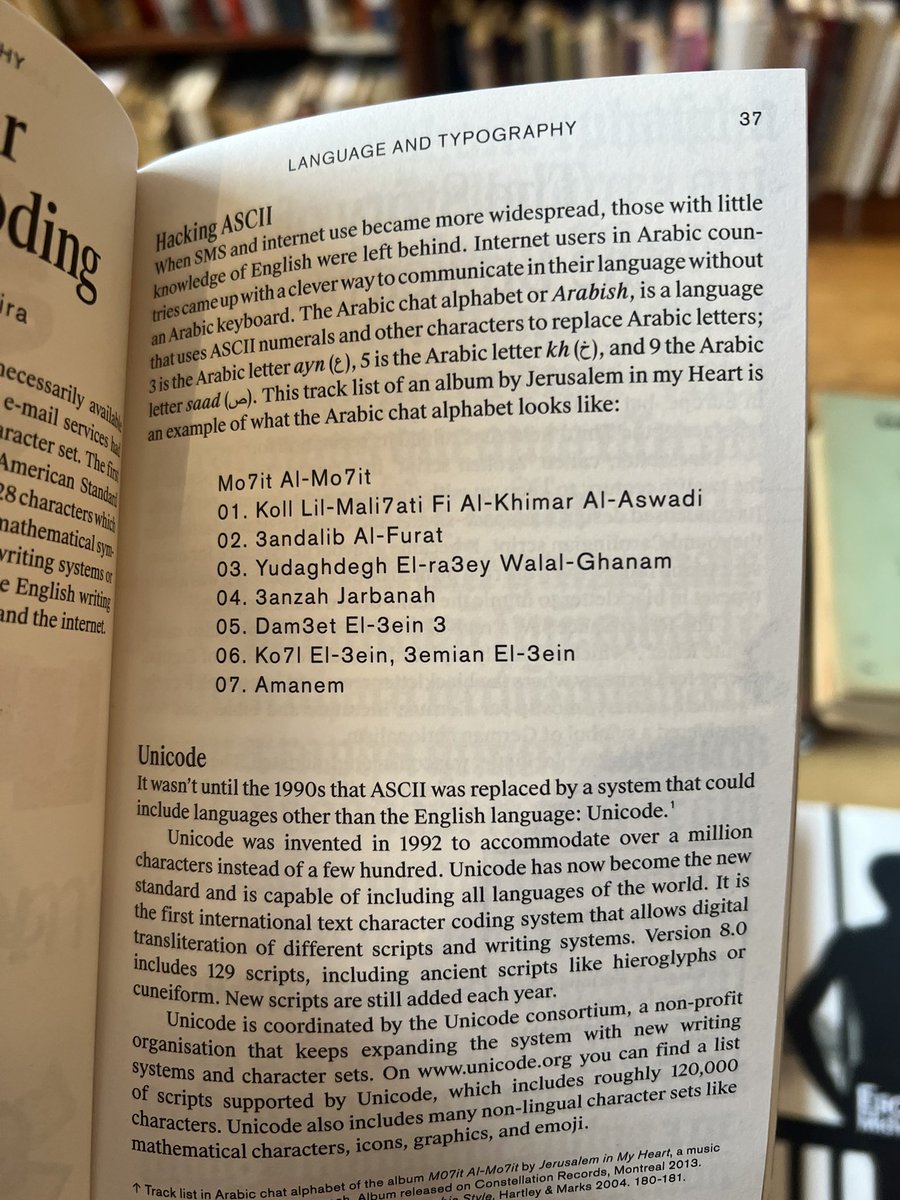 HY
r
oding
ira
necessarily available
e-mail services had
aracter set. The first
American Standard
28 characters which
mathematical sym-
writing systems or
e English writing
and the internet.
LANGUAGE AND TYPOGRAPHY
37
Hacking ASCII
When SMS and internet use became more widespread, those with little
knowledge of English were left behind. Internet users in Arabic coun-
tries came up with a clever way to communicate in their language without
an Arabic keyboard. The Arabic chat alphabet or Arabish, is a language
that uses ASCII numerals and other characters to replace Arabic letters;
3 is the Arabic letter ayn (ع), 5 is the Arabic letter kh (خ), and 9 the Arabic
letter saad (ص). This track list of an album by Jerusalem in my Heart is
an example of what the Arabic chat alphabet looks like:
Mo7it Al-Mo7it
01. Koll Lil-Mali7ati Fi Al-Khimar Al-Aswadi
02. 3andalib Al-Furat
03. Yudaghdegh El-ra3ey Walal-Ghanam
04. 3anzah Jarbanah
05. Dam3et El-3ein 3
06. Ko7l El-3ein, 3emian El-3ein
07. Amanem
Unicode
It wasn't until the 1990s that ASCII was replaced by a system that could
include languages other than the English language: Unicode.¹
Unicode was invented in 1992 to accommodate over a million
characters instead of a few hundred. Unicode has now become the new
standard and is capable of including all languages of the world. It is
the first international text character coding system that allows digital
transliteration of different scripts and writing systems. Version 8.0
includes 129 scripts, including ancient scripts like hieroglyphs or
cuneiform. New scripts are still added each year.
Unicode is coordinated by the Unicode consortium, a non-profit
organisation that keeps expanding the system with new writing
systems and character sets. On www.unicode.org you can find a list
of scripts supported by Unicode, which includes roughly 120,000
characters. Unicode also includes many non-lingual character sets like
mathematical characters, icons, graphics, and emoji.
↑ Track list in Arabic chat alphabet of the album MO7it Al-Mo7it by Jerusalem in My Heart, a music
Album released on Constellation Records, Montreal 2013.
Style, Hartley & Marks 2004. 180-181.